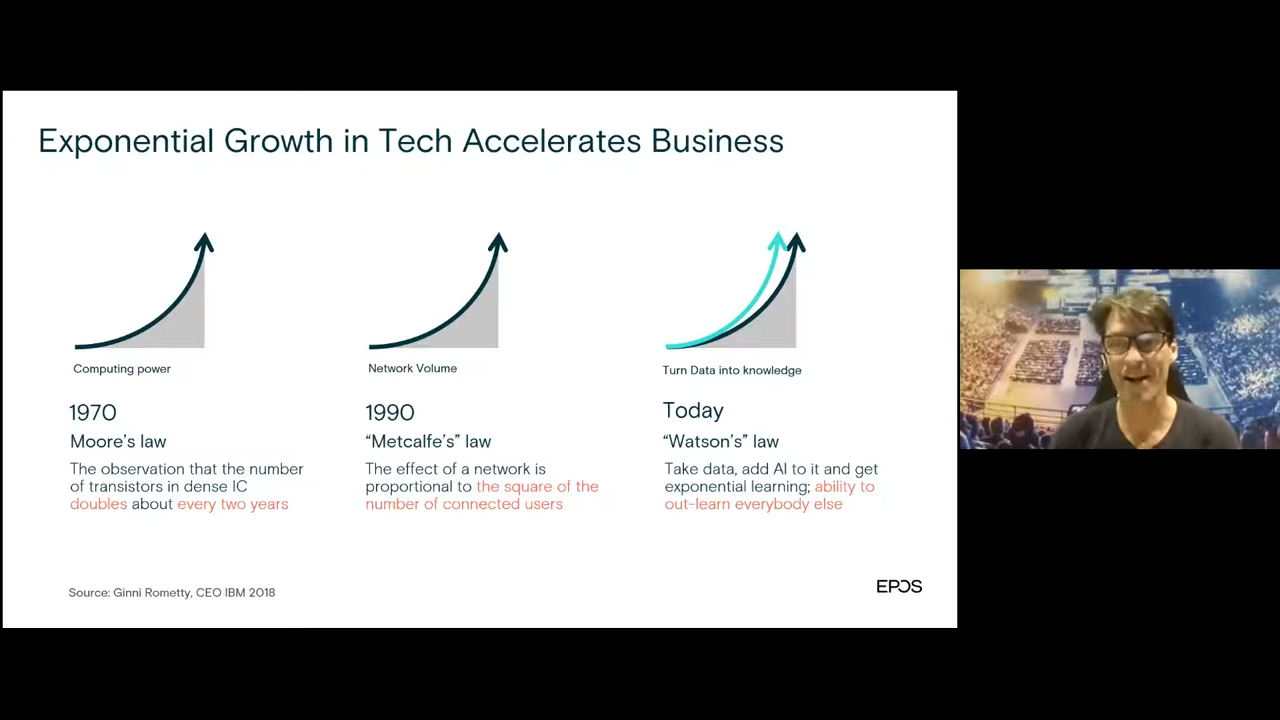 Exponential Growth in Tech Accelerates Business
Computing power
1970
Moore's law
The observation that the number
of transistors in dense IC
doubles about every two years
Network Volume
1990
“Metcalfe's” law
The effect of a network is
proportional to the square of the
number of connected users
Turn Data into knowledge
Today
“Watson's” law
Take data, add AI to it and get
exponential learning; ability to
out-learn everybody else
Source: Ginni Rometty, CEO IBM 2018
EPOS